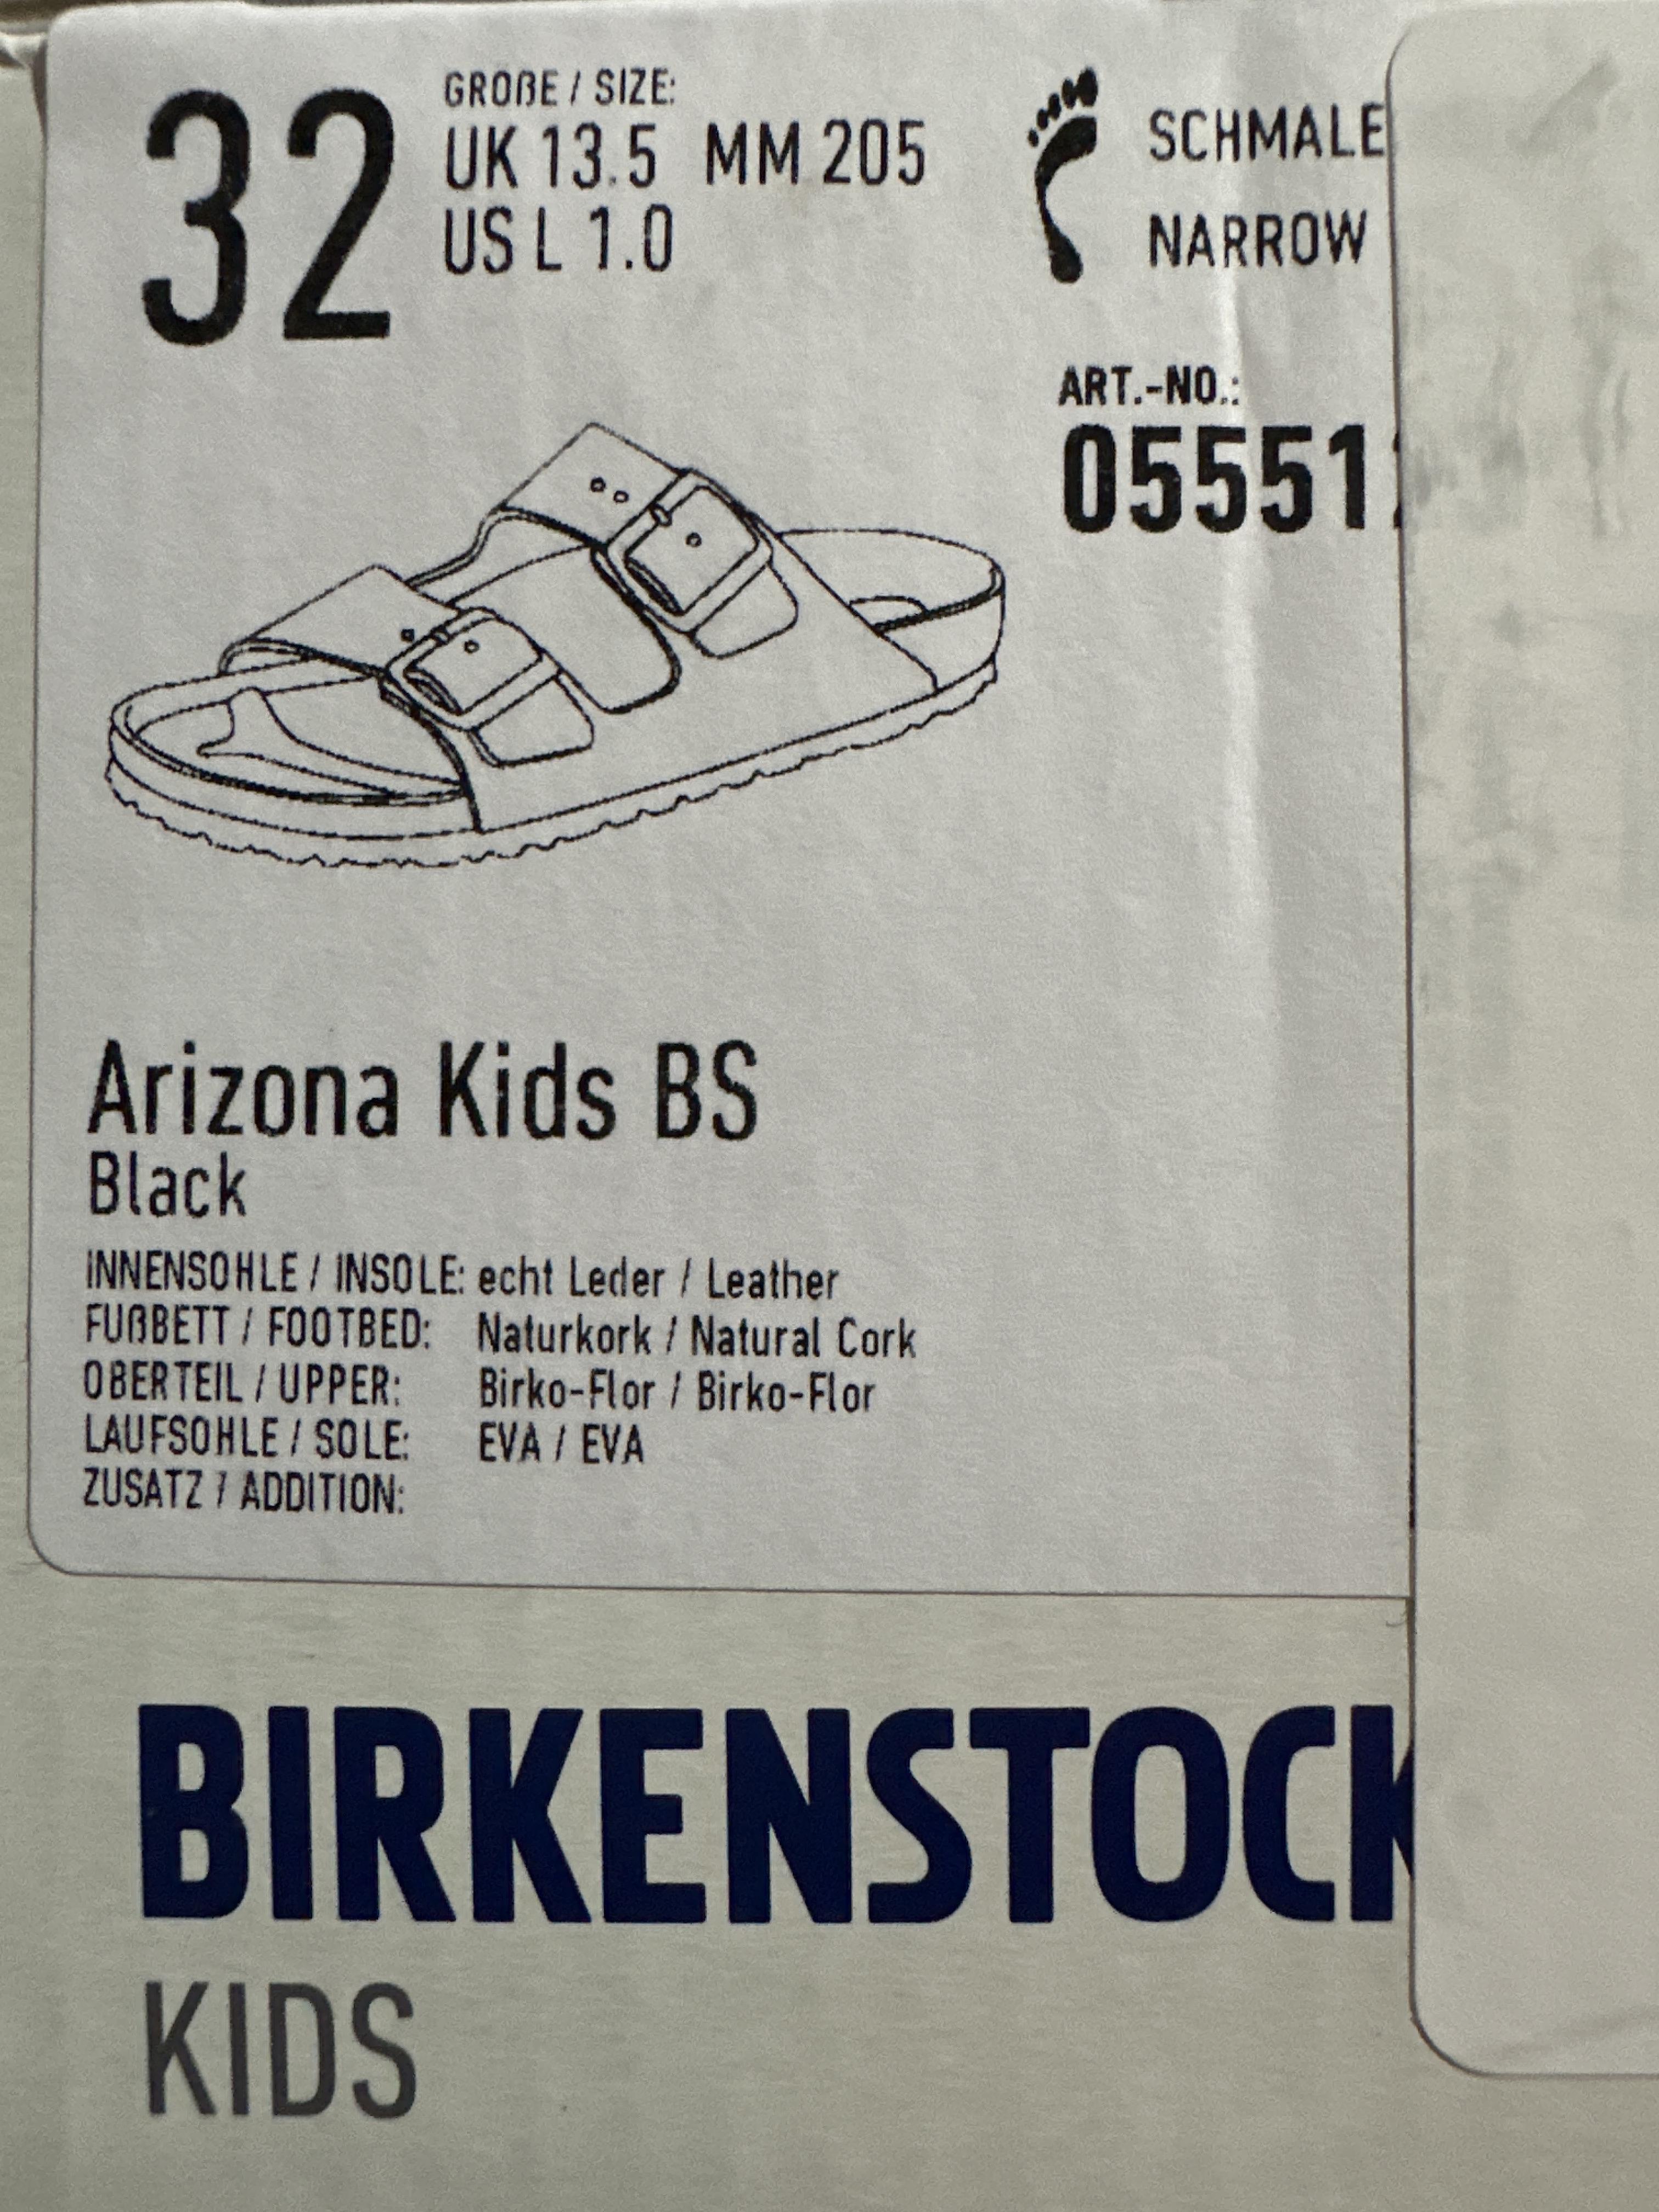 32
GRÖßE / SIZE:
UK 13.5 MM 205
US L 1.0
SCHMALE
NARROW
ART.-NO.:
05551
Arizona Kids BS
Black
INNENSOHLE / INSOLE: echt Leder / Leather
FUßBETT / FOOTBED: Naturkork / Natural Cork
OBERTEIL / UPPER: Birko-Flor / Birko-Flor
LAUFSOHLE / SOLE: EVA / EVA
ZUSATZ / ADDITION:
BIRKENSTOCK
KIDS